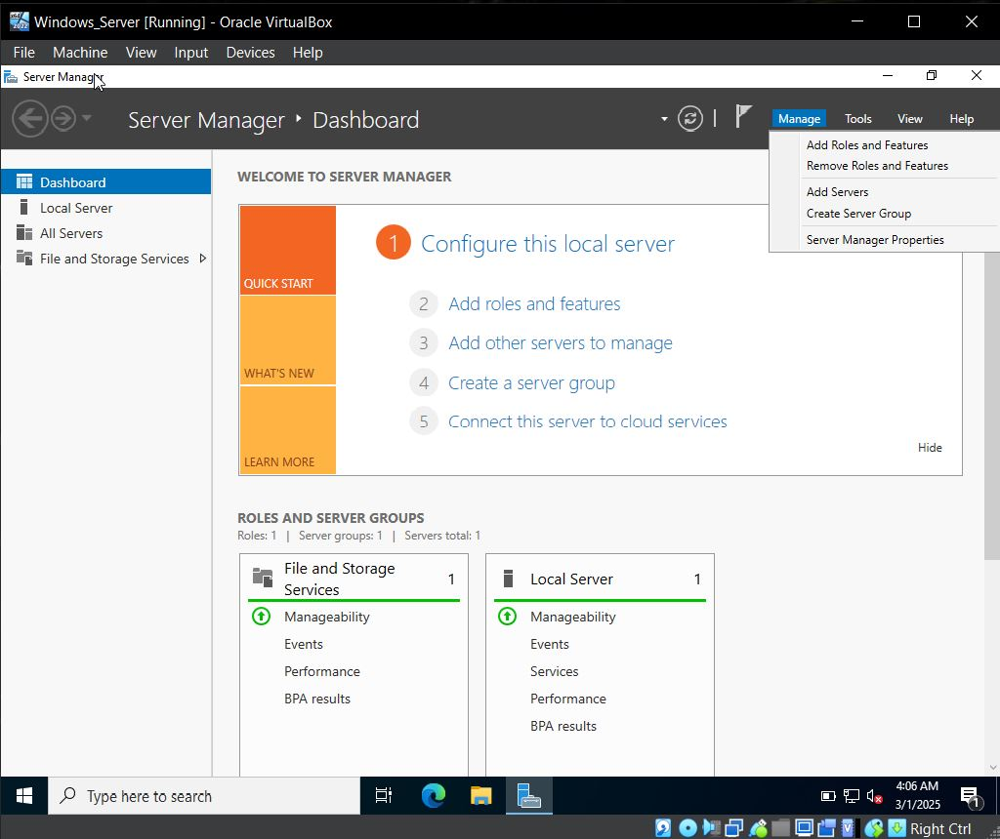 Windows_Server [Running] - Oracle VirtualBox
File Machine View Input Devices Help
Server Manager
Server Manager ‣ Dashboard
Manage Tools View Help
Add Roles and Features
Remove Roles and Features
Add Servers
Create Server Group
Server Manager Properties
Dashboard
Local Server
All Servers
File and Storage Services
WELCOME TO SERVER MANAGER
QUICK START
WHAT'S NEW
LEARN MORE
1 Configure this local server
2 Add roles and features
3 Add other servers to manage
4 Create a server group
5 Connect this server to cloud services
Hide
ROLES AND SERVER GROUPS
Roles: 1 | Server groups: 1 | Servers total: 1
File and Storage
Services
1
Manageability
Events
Performance
BPA results
Local Server 1
Manageability
Events
Services
Performance
BPA results
Type here to search
4:06 AM
3/1/2025
1
Right Ctrl